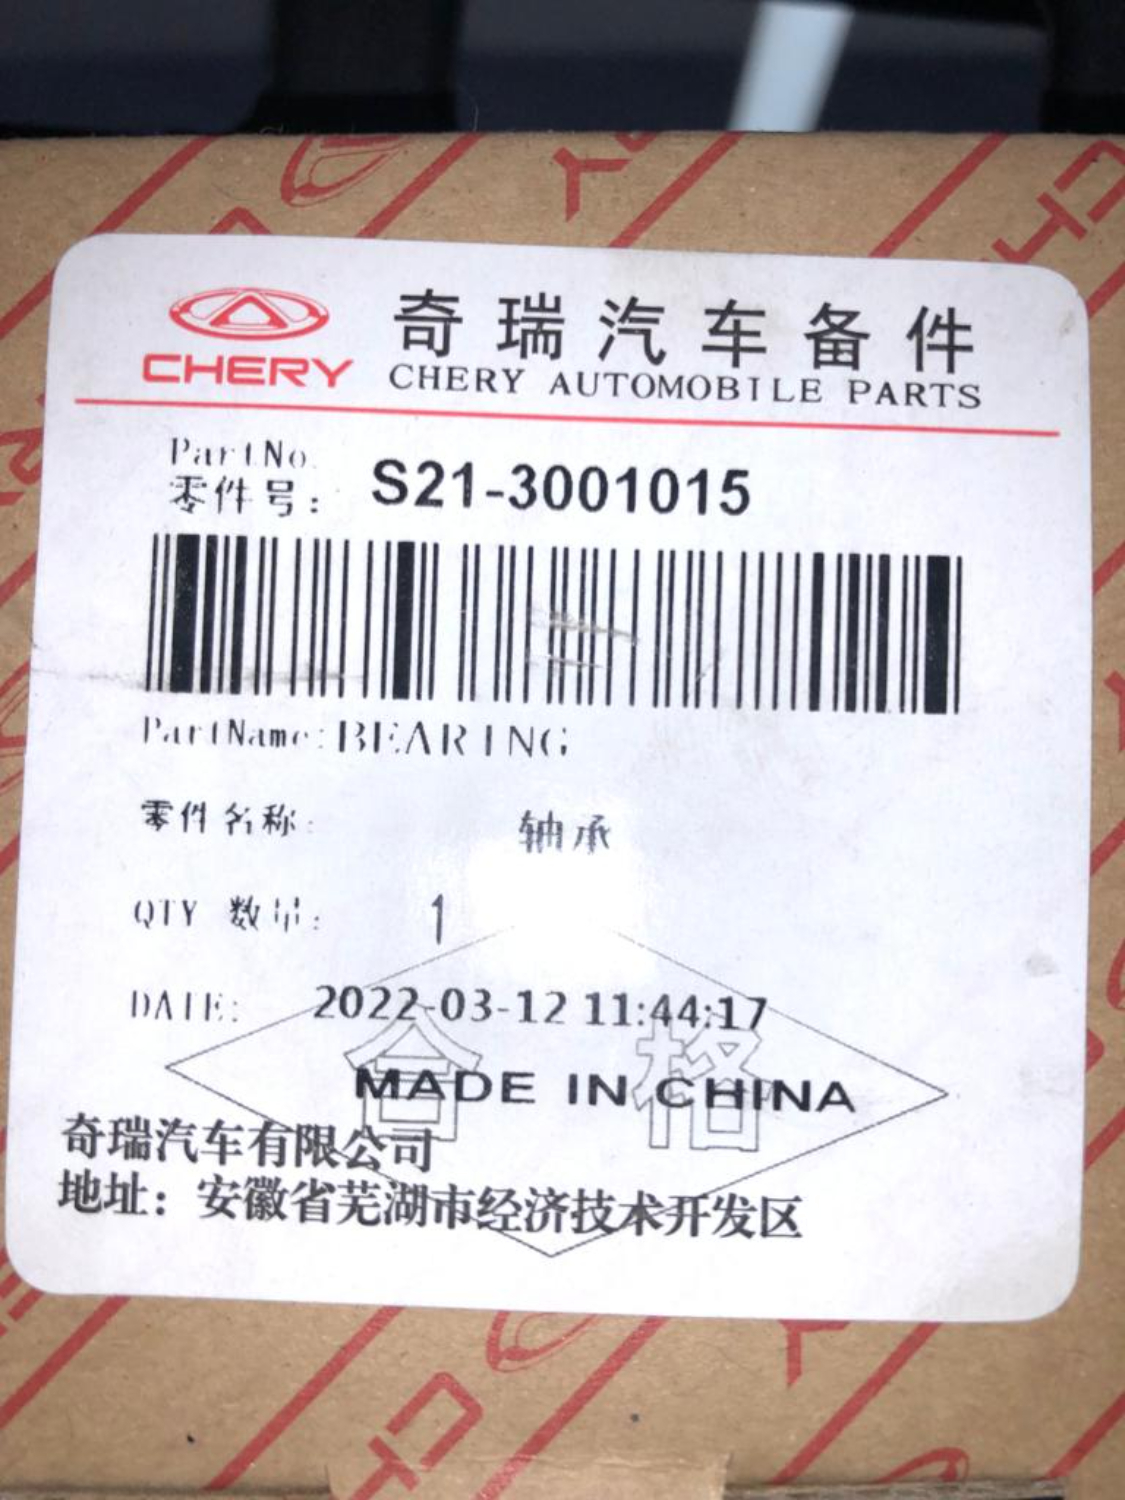 CHERY
奇瑞汽车备件
CHERY AUTOMOBILE PARTS
PartNo.
零件号: S21-3001015
PartName: BEARING
零件名称: 轴承
QTY 数量: 1
DATE: 2022-03-12 11:44:17
合格
MADE IN CHINA
奇瑞汽车有限公司
地址：安徽省芜湖市经济技术开发区